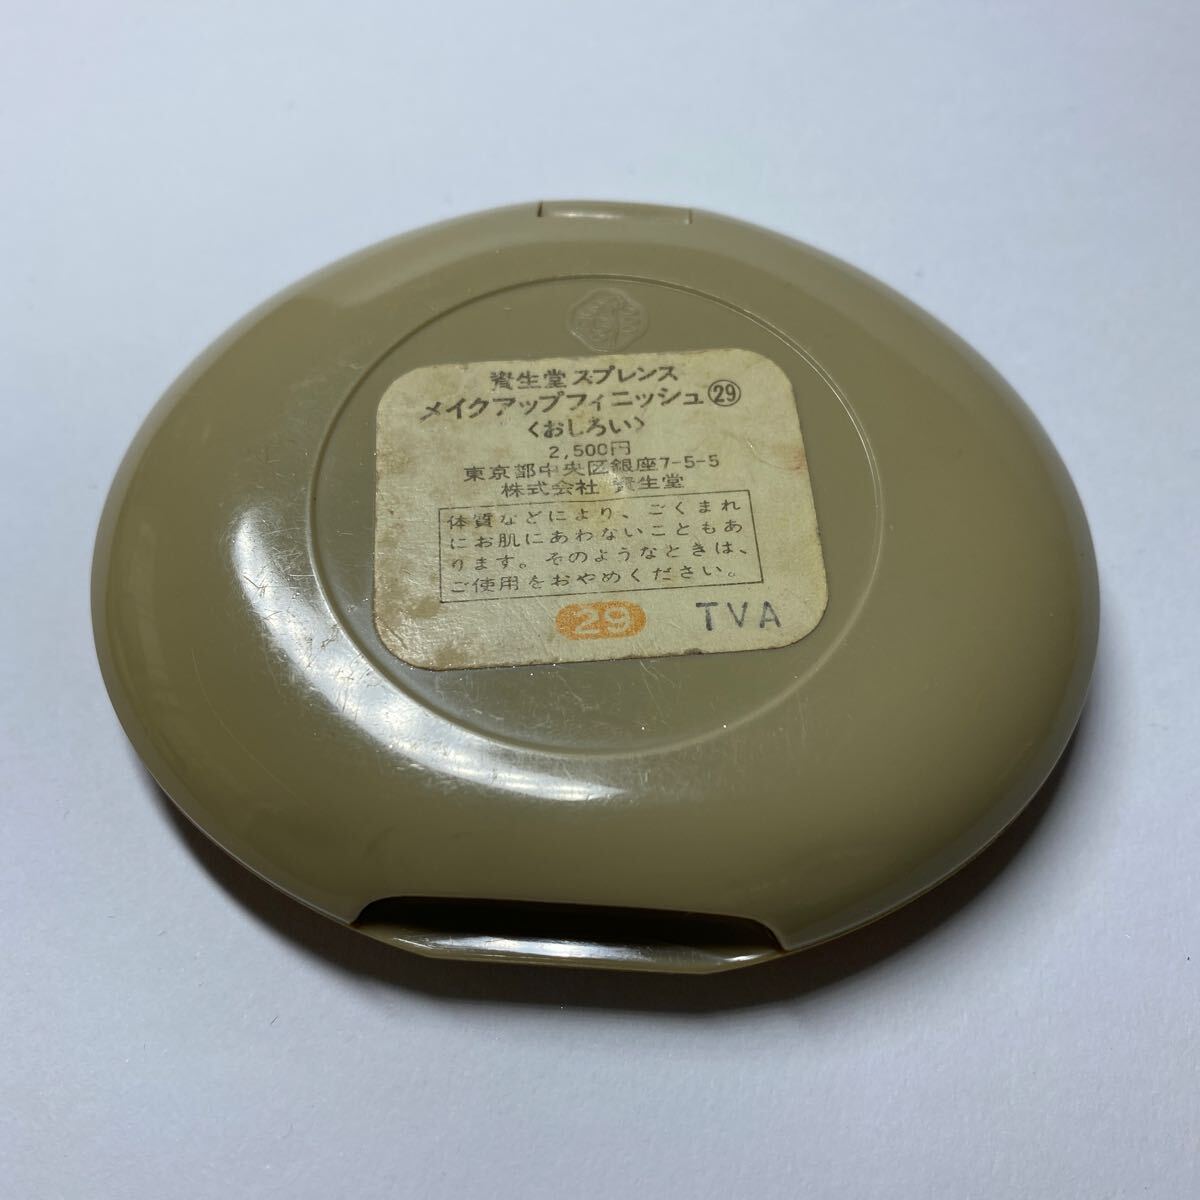 資生堂スプレンス
メイクアップフィニッシュ㉙
〈おしろい〉
2,500円
東京都中央区銀座7-5-5
株式会社 資生堂
体質などにより、ごくまれ
にお肌にあわないこともあ
ります。そのようなときは、
ご使用をおやめください。
29 TVA